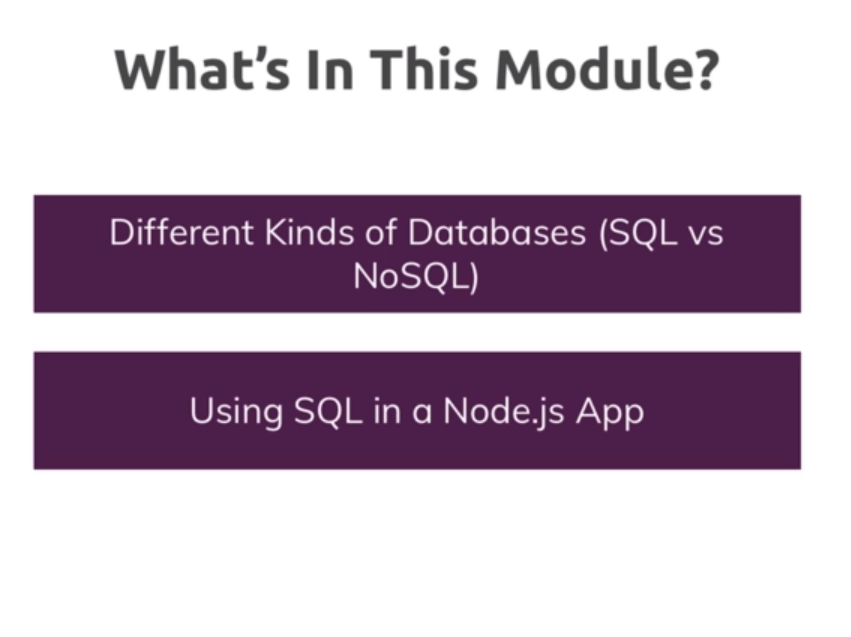 What’s In This Module?
Different Kinds of Databases (SQL vs
NoSQL)
Using SQL in a Node.js App